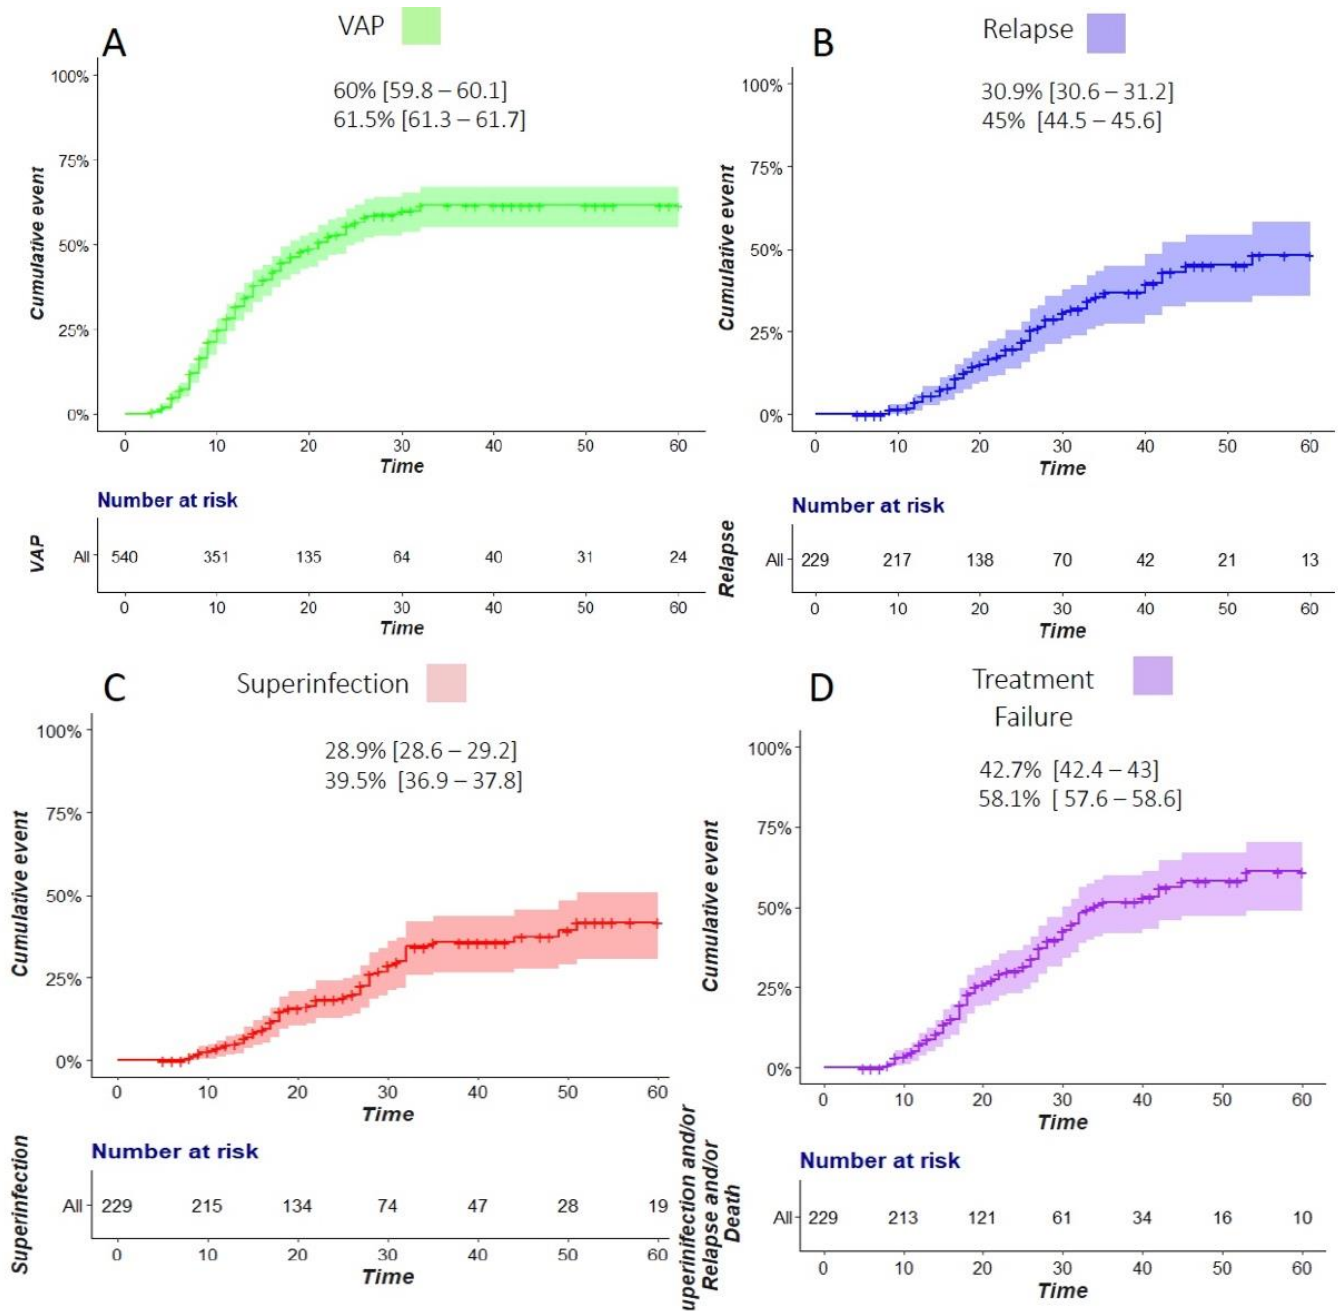 A
VAP
60% [59.8 – 60.1]
61.5% [61.3 – 61.7]
100%
75%
50%
25%
0%
Cumulative event
0 10 20 30 40 50 60
Time
Number at risk
VAP
All 540 351 135 64 40 31 24
0 10 20 30 40 50 60
Time
B
Relapse
30.9% [30.6 – 31.2]
45% [44.5 – 45.6]
100%
75%
50%
25%
0%
Cumulative event
0 10 20 30 40 50 60
Time
Number at risk
Relapse
All 229 217 138 70 42 21 13
0 10 20 30 40 50 60
Time
C
Superinfection
28.9% [28.6 – 29.2]
39.5% [36.9 – 37.8]
100%
75%
50%
25%
0%
Cumulative event
0 10 20 30 40 50 60
Time
Number at risk
Superinfection
All 229 215 134 74 47 28 19
0 10 20 30 40 50 60
Time
D
Treatment
Failure
42.7% [42.4 – 43]
58.1% [ 57.6 – 58.6]
100%
75%
50%
25%
0%
Cumulative event
0 10 20 30 40 50 60
Time
Number at risk
uperinifection and/or
Relapse and/or
Death
All 229 213 121 61 34 16 10
0 10 20 30 40 50 60
Time